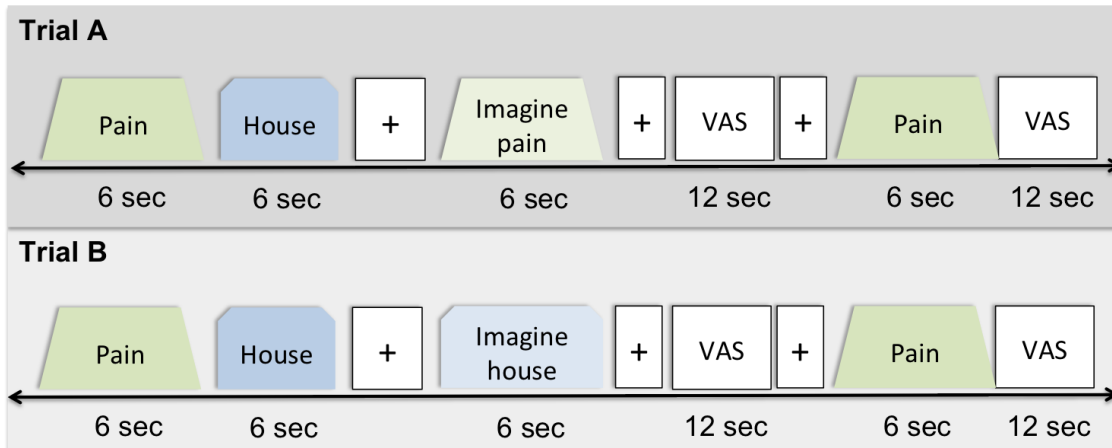 Trial A
Pain
House
+
Imagine
pain
+
VAS
+
Pain
VAS
6 sec
6 sec
6 sec
12 sec
6 sec
12 sec
Trial B
Pain
House
+
Imagine
house
+
VAS
+
Pain
VAS
6 sec
6 sec
6 sec
12 sec
6 sec
12 sec